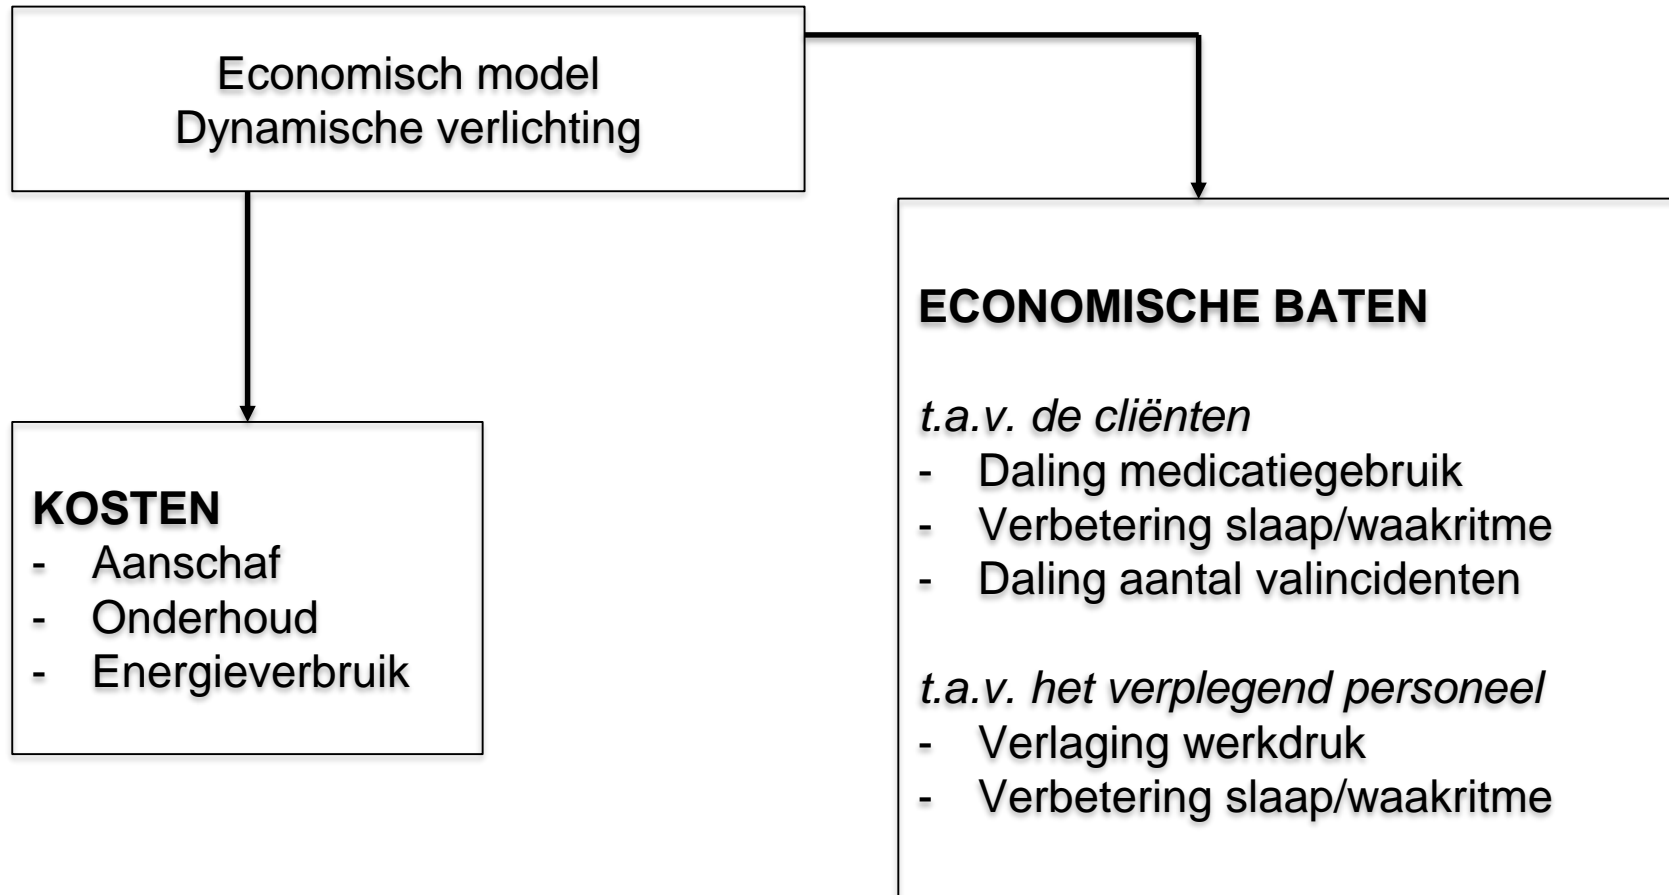 Economisch model
Dynamische verlichting
KOSTEN
- Aanschaf
- Onderhoud
- Energieverbruik
ECONOMISCHE BATEN
t.a.v. de cliënten
- Daling medicatiegebruik
- Verbetering slaap/waakritme
- Daling aantal valincidenten
t.a.v. het verplegend personeel
- Verlaging werkdruk
- Verbetering slaap/waakritme